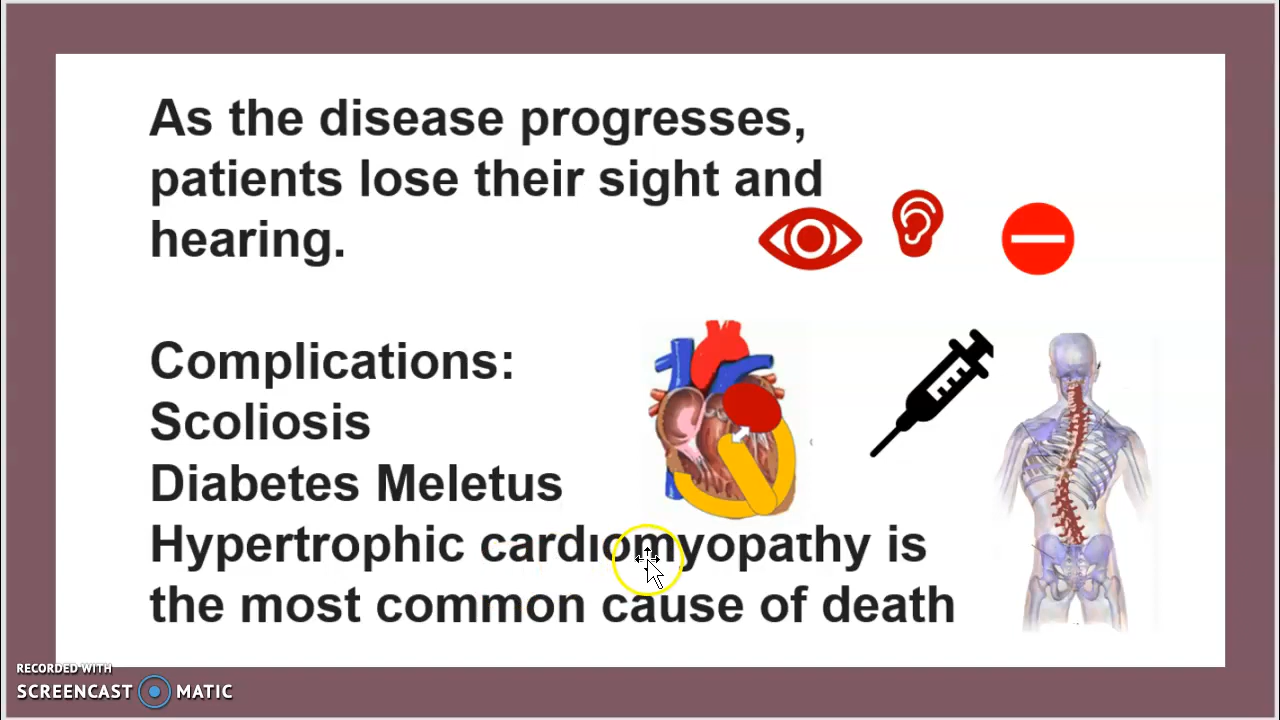 As the disease progresses,
patients lose their sight and
hearing.
Complications:
Scoliosis
Diabetes Meletus
Hypertrophic cardiomyopathy is
the most common cause of death
RECORDED WITH
SCREENCAST MATIC